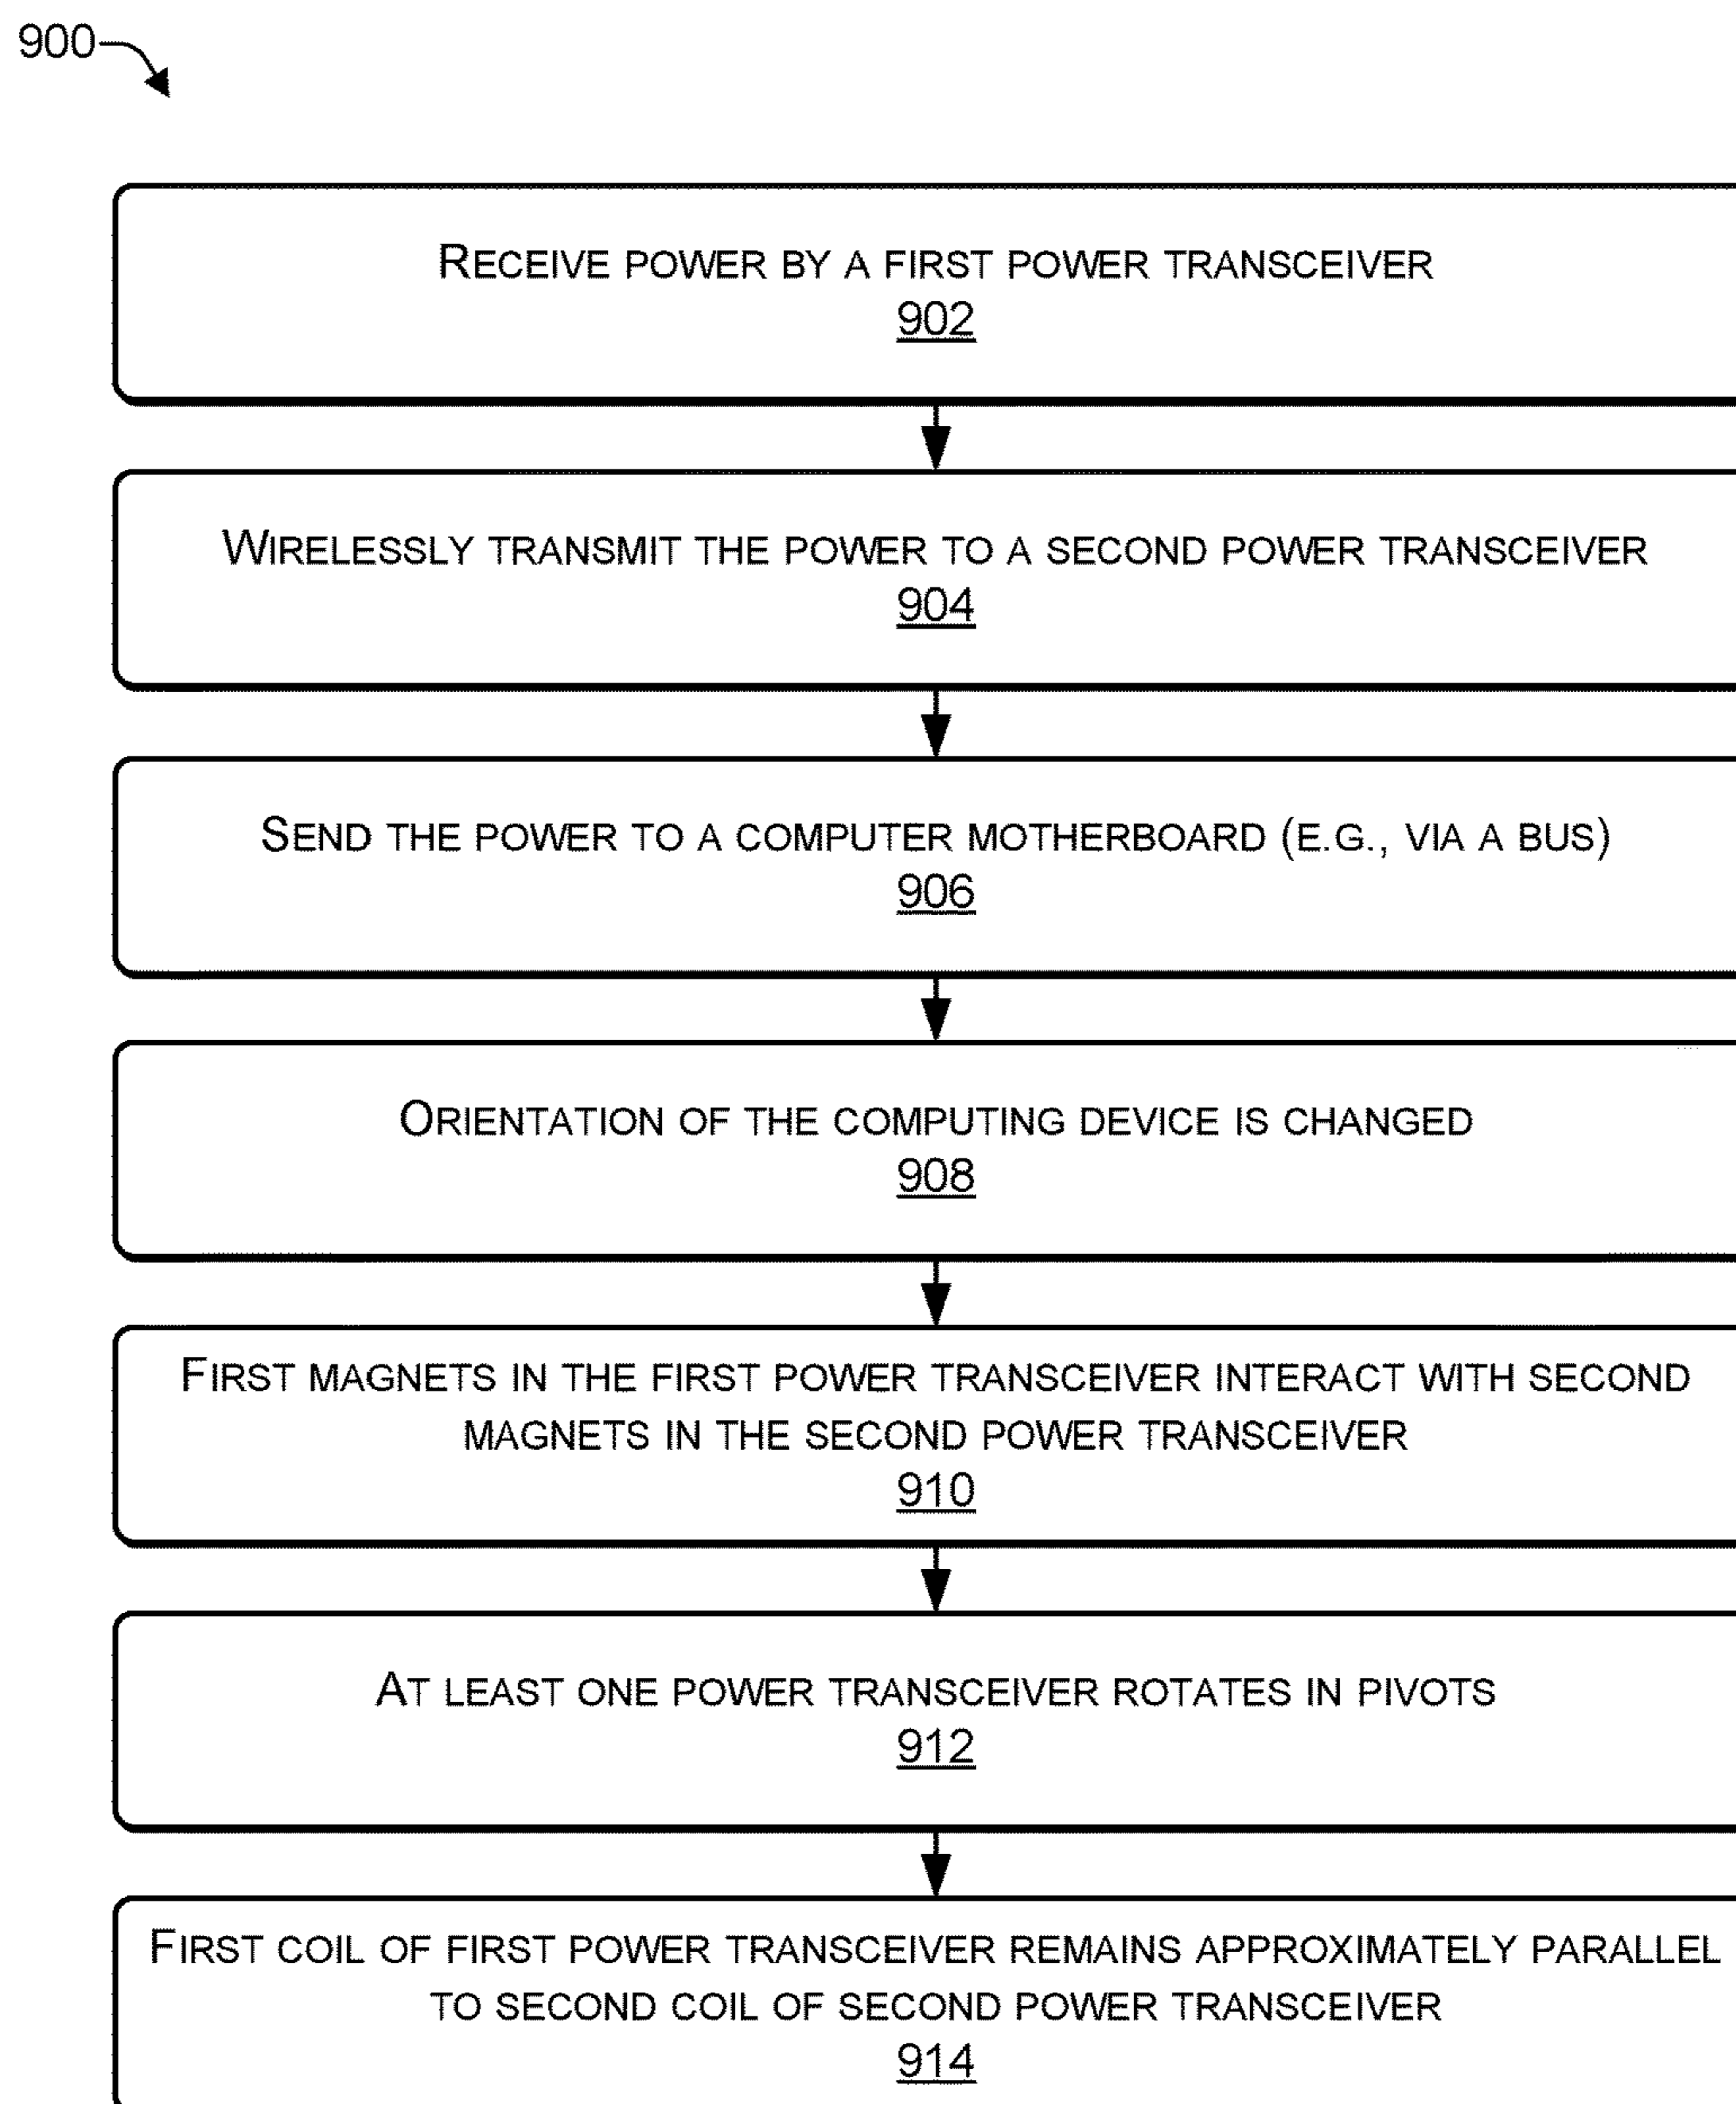 900
RECEIVE POWER BY A FIRST POWER TRANSCEIVER
902
WIRELESSLY TRANSMIT THE POWER TO A SECOND POWER TRANSCEIVER
904
SEND THE POWER TO A COMPUTER MOTHERBOARD (E.G., VIA A BUS)
906
ORIENTATION OF THE COMPUTING DEVICE IS CHANGED
908
FIRST MAGNETS IN THE FIRST POWER TRANSCEIVER INTERACT WITH SECOND
MAGNETS IN THE SECOND POWER TRANSCEIVER
910
AT LEAST ONE POWER TRANSCEIVER ROTATES IN PIVOTS
912
FIRST COIL OF FIRST POWER TRANSCEIVER REMAINS APPROXIMATELY PARALLEL
TO SECOND COIL OF SECOND POWER TRANSCEIVER
914